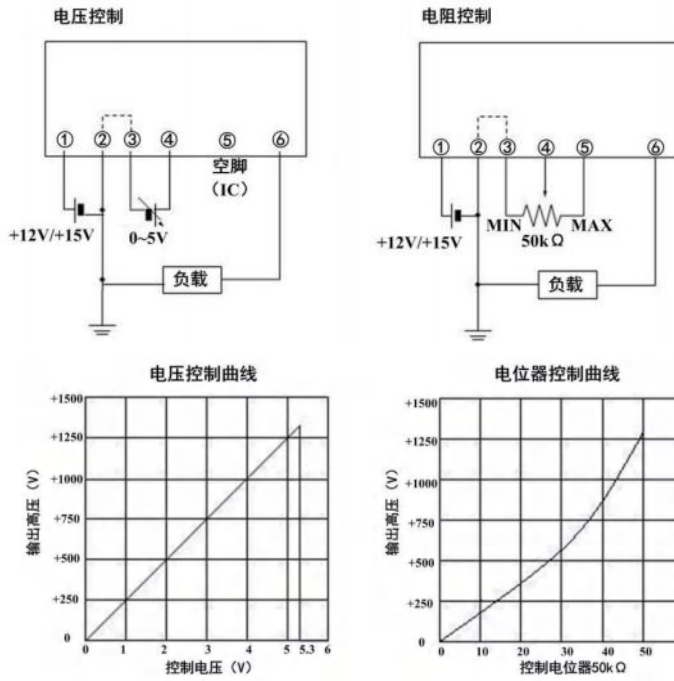 电压控制
① ② ③ ④ ⑤ ⑥
空脚
（IC）
+12V/+15V
0~5V
负载
电阻控制
① ② ③ ④ ⑤ ⑥
MIN
MAX
+12V/+15V
50kΩ
负载
电压控制曲线
+1500
+1250
+1000
+750
+500
+250
0
输出高压（V）
0 1 2 3 4 5 5.3 6
控制电压（V）
电位器控制曲线
+1500
+1250
+1000
+750
+500
+250
0
输出高压（V）
0 10 20 30 40 50
控制电位器50kΩ